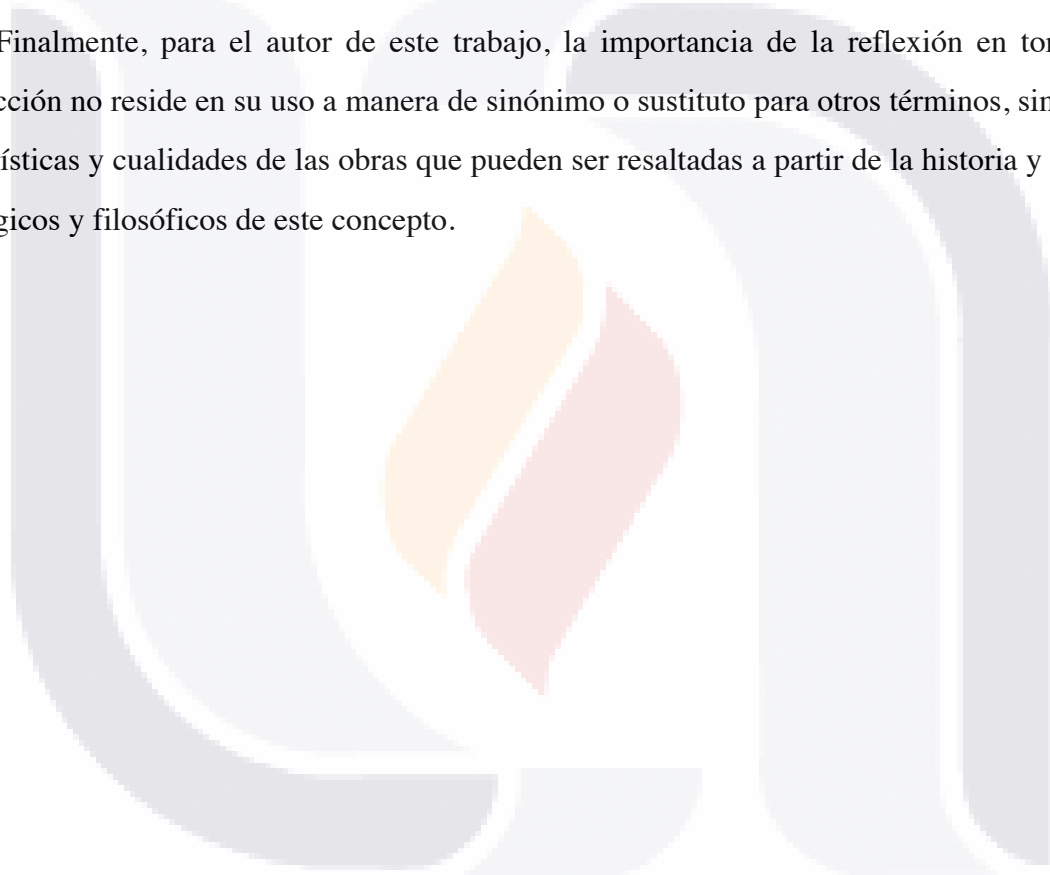 Finalmente, para el autor de este trabajo, la importancia de la reflexión en tor
cción no reside en su uso a manera de sinónimo o sustituto para otros términos, sin
ísticas y cualidades de las obras que pueden ser resaltadas a partir de la historia y
gicos y filosóficos de este concepto.